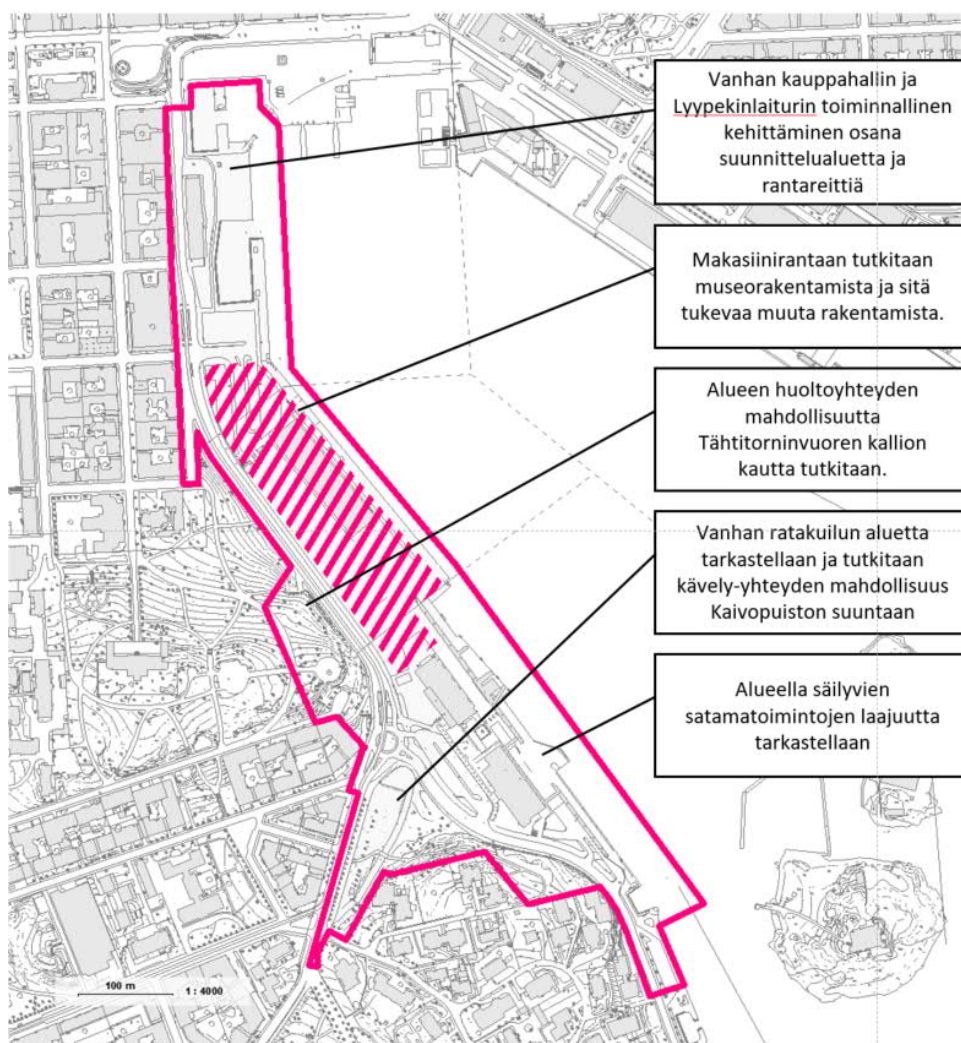 Vanhan kauppahallin ja
Lyypekinlaiturin toiminnallinen
kehittäminen osana
suunnittelualuetta ja
rantareittiä
Makasiinirantaan tutkitaan
museorakentamista ja sitä
tukevaa muuta rakentamista.
Alueen huoltoyhteyden
mahdollisuutta
Tähtitorninvuoren kallion
kautta tutkitaan.
Vanhan ratakuilun aluetta
tarkastellaan ja tutkitaan
kävely-yhteyden mahdollisuus
Kaivopuiston suuntaan
Alueella säilyvien
satamatoimintojen laajuutta
tarkastellaan
100 m
1 : 4000